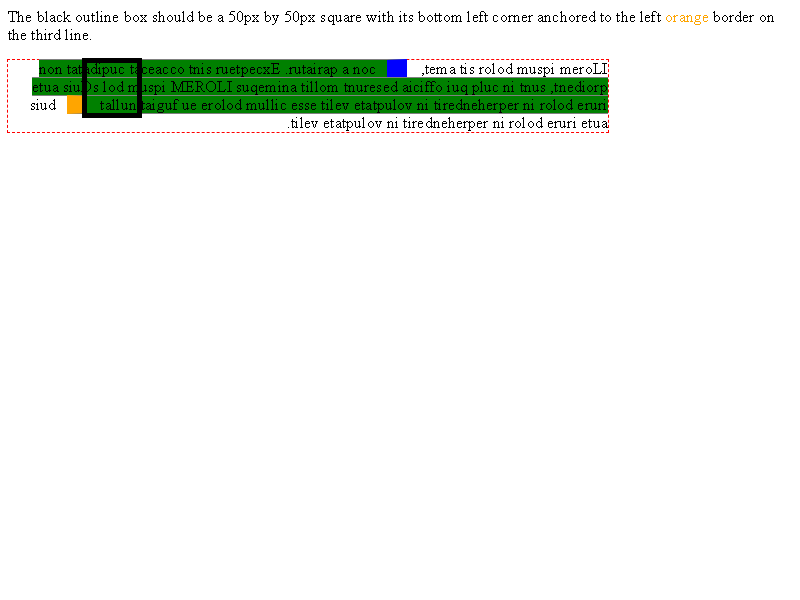 The black outline box should be a 50px by 50px square with its bottom left corner anchored to the left orange border on
the third line.
non tatadipuc taceacco tnis ruetpecxE .rutairap a noc ,tema tis rolod muspi meroLI
etua siuDs lod muspi MEROLI suqemina tillom tnuresed aiciffo iuq pluc ni tnus ,tnediorp
siud tallun taiguf ue erolod mullic esse tilev etatpulov ni tiredneherper ni rolod eruri
.tilev etatpulov ni tiredneherper ni rolod eruri etua